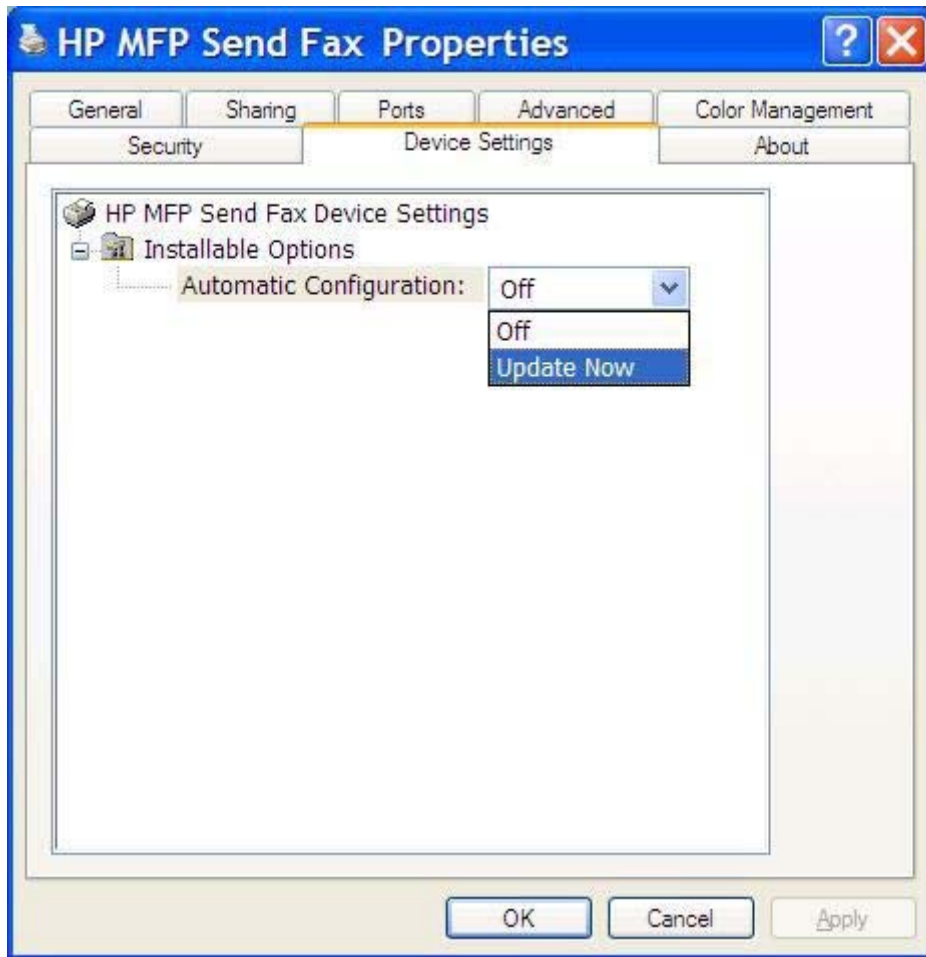 HP MFP Send Fax Properties
General Sharing Ports Advanced Color Management
Security Device Settings About
HP MFP Send Fax Device Settings
Installable Options
Automatic Configuration: Off
Off
Update Now
OK Cancel Apply